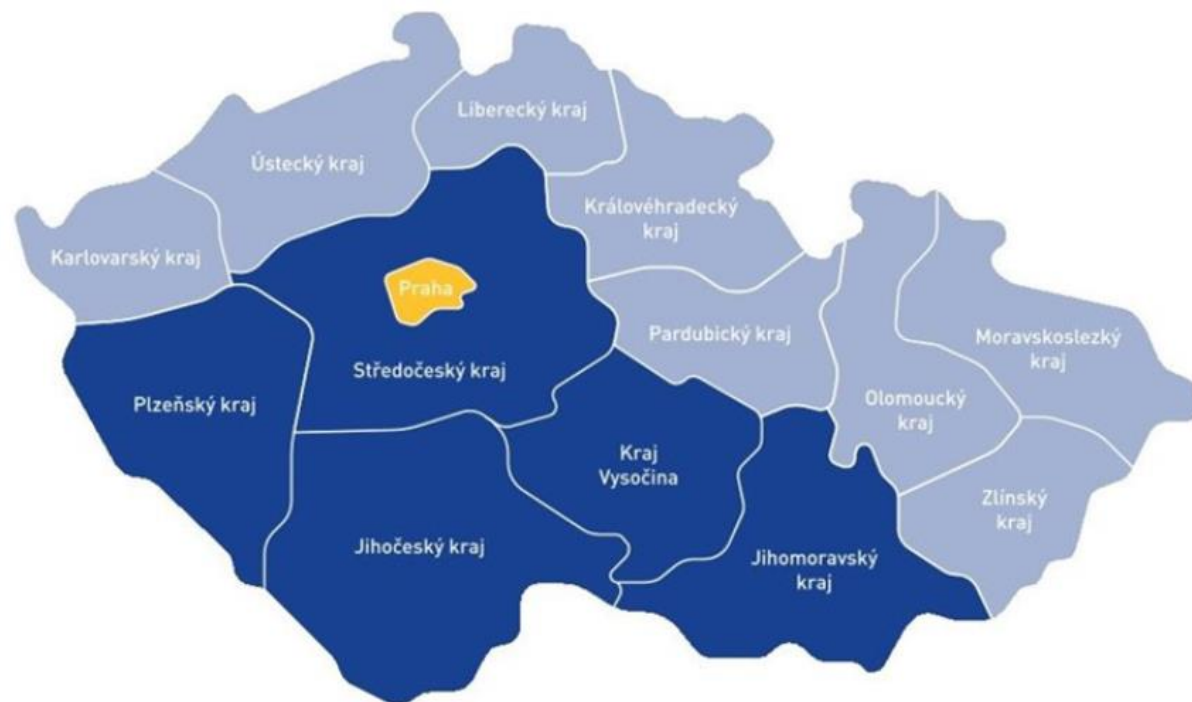 Liberecký kraj
Ústecký kraj
Královéhradecký
kraj
Karlovarský kraj
Praha
Pardubický kraj
Moravskoslezký
kraj
Středočeský kraj
Plzeňský kraj
Olomoucký
kraj
Kraj
Vysočina
Zlínský
kraj
Jihočeský kraj
Jihomoravský
kraj